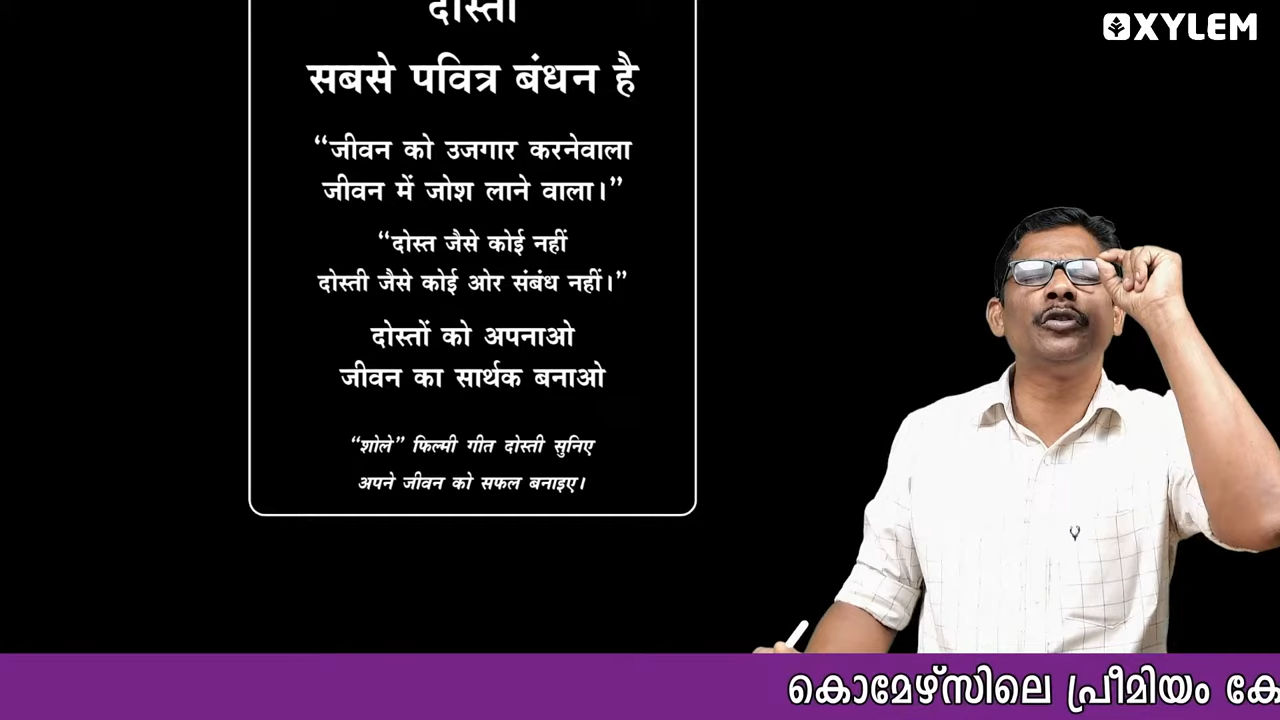 दोस्ती
सबसे पवित्र बंधन है
“जीवन को उजगार करनेवाला
जीवन में जोश लाने वाला।”
“दोस्त जैसे कोई नहीं
दोस्ती जैसे कोई ओर संबंध नहीं।”
दोस्तों को अपनाओ
जीवन का सार्थक बनाओ
“शोले” फिल्मी गीत दोस्ती सुनिए
अपने जीवन को सफल बनाइए।
XYLEM
കൊമേഴ്സിലെ പ്രീമിയം